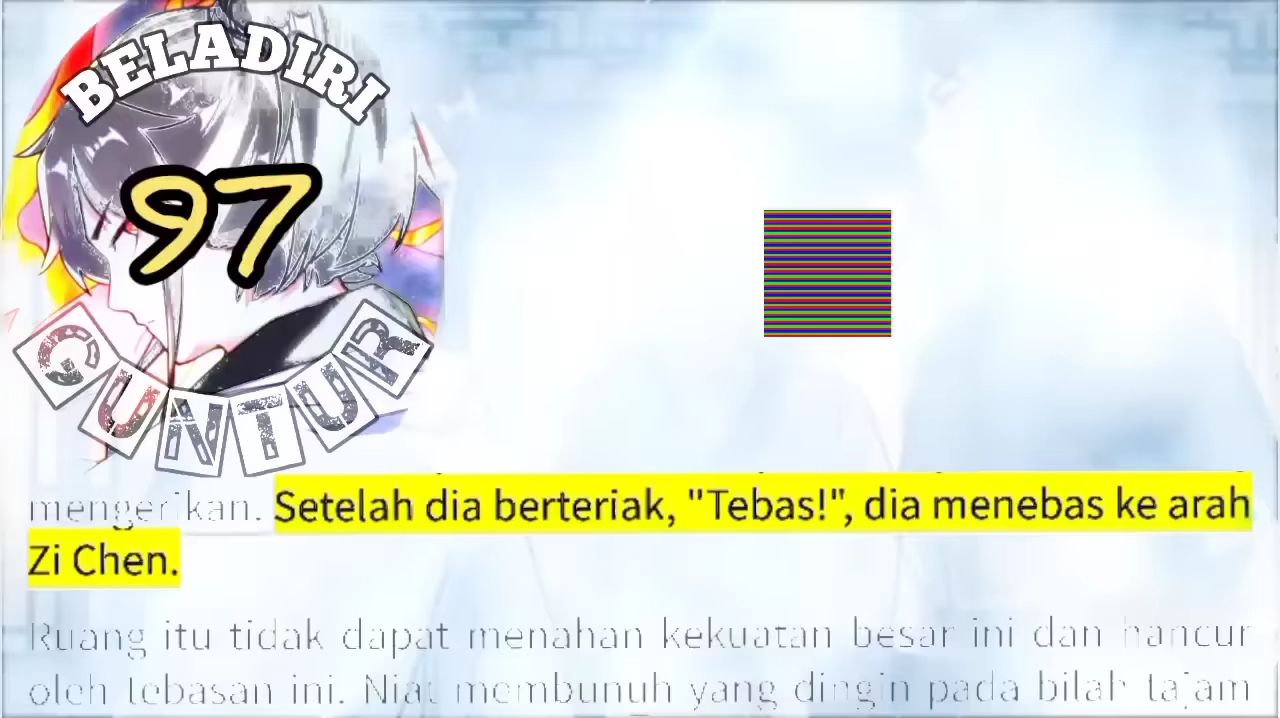 BELADIRI
97
GUNTUR
mengerikan. Setelah dia berteriak, "Tebas!", dia menebas ke arah
Zi Chen.
Ruang itu tidak dapat menahan kekuatan besar ini dan hancur
oleh tebasan ini. Niat membunuh yang dingin pada bilah tajam